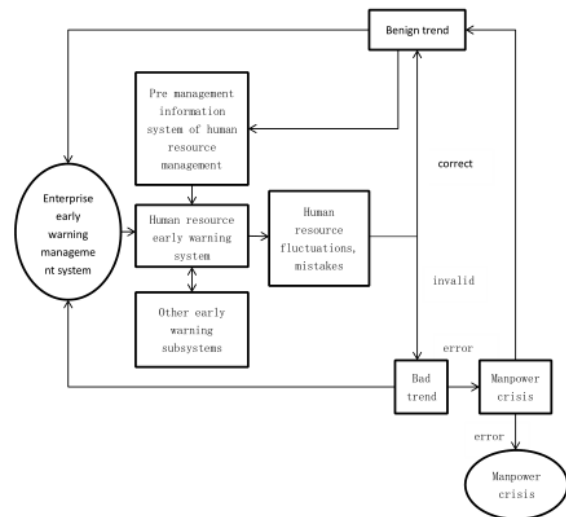 Benign trend
Pre management
information
system of human
resource
management
correct
Enterprise
early
warning
manageme
nt system
Human resource
early warning
system
Human
resource
fluctuations,
mistakes
invalid
Other early
warning
subsystems
error
Bad
trend
Manpower
crisis
error
Manpower
crisis